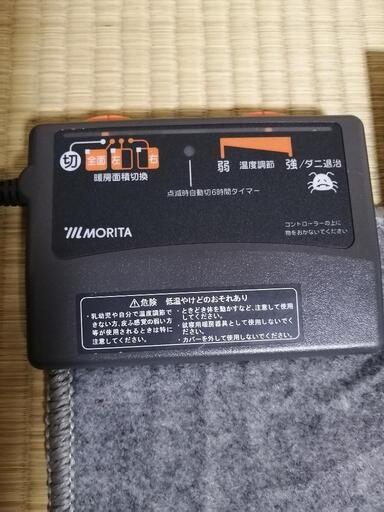 切 全面 左 右
暖房面積切換
弱 温度調節 強/ダニ退治
点滅時自動切6時間タイマー
コントローラーの上に
物をおかないでください
MORITA
⚠危険 低温やけどのおそれあり
・乳幼児や自分で温度調節で
きない方、皮ふ感覚の弱い方
等が使用されるときは特に
注意してください。
・ときどき体を動かすなど、注意して使用
してください。
・就寝用暖房器具として使用しないでく
ださい。
・カバーを外して使用しないでください。